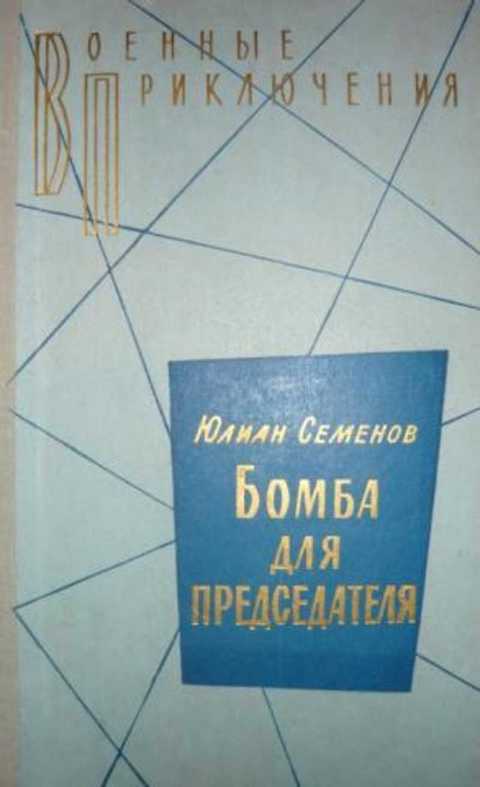 Военные
Приключения
Юлиан Семенов
Бомба
для
председателя